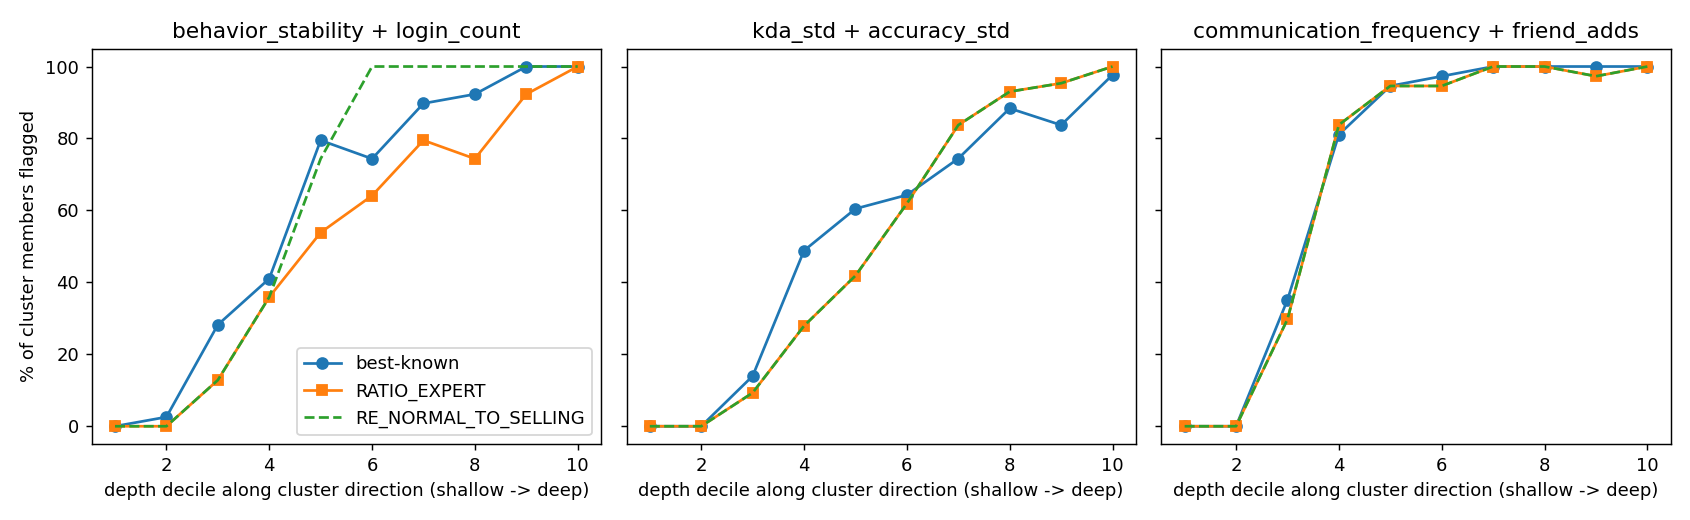 behavior_stability + login_count
kda_std + accuracy_std
communication_frequency + friend_adds
% of cluster members flagged
100
80
60
40
20
0
best-known
RATIO_EXPERT
RE_NORMAL_TO_SELLING
2 4 6 8 10
2 4 6 8 10
2 4 6 8 10
depth decile along cluster direction (shallow -> deep)
depth decile along cluster direction (shallow -> deep)
depth decile along cluster direction (shallow -> deep)